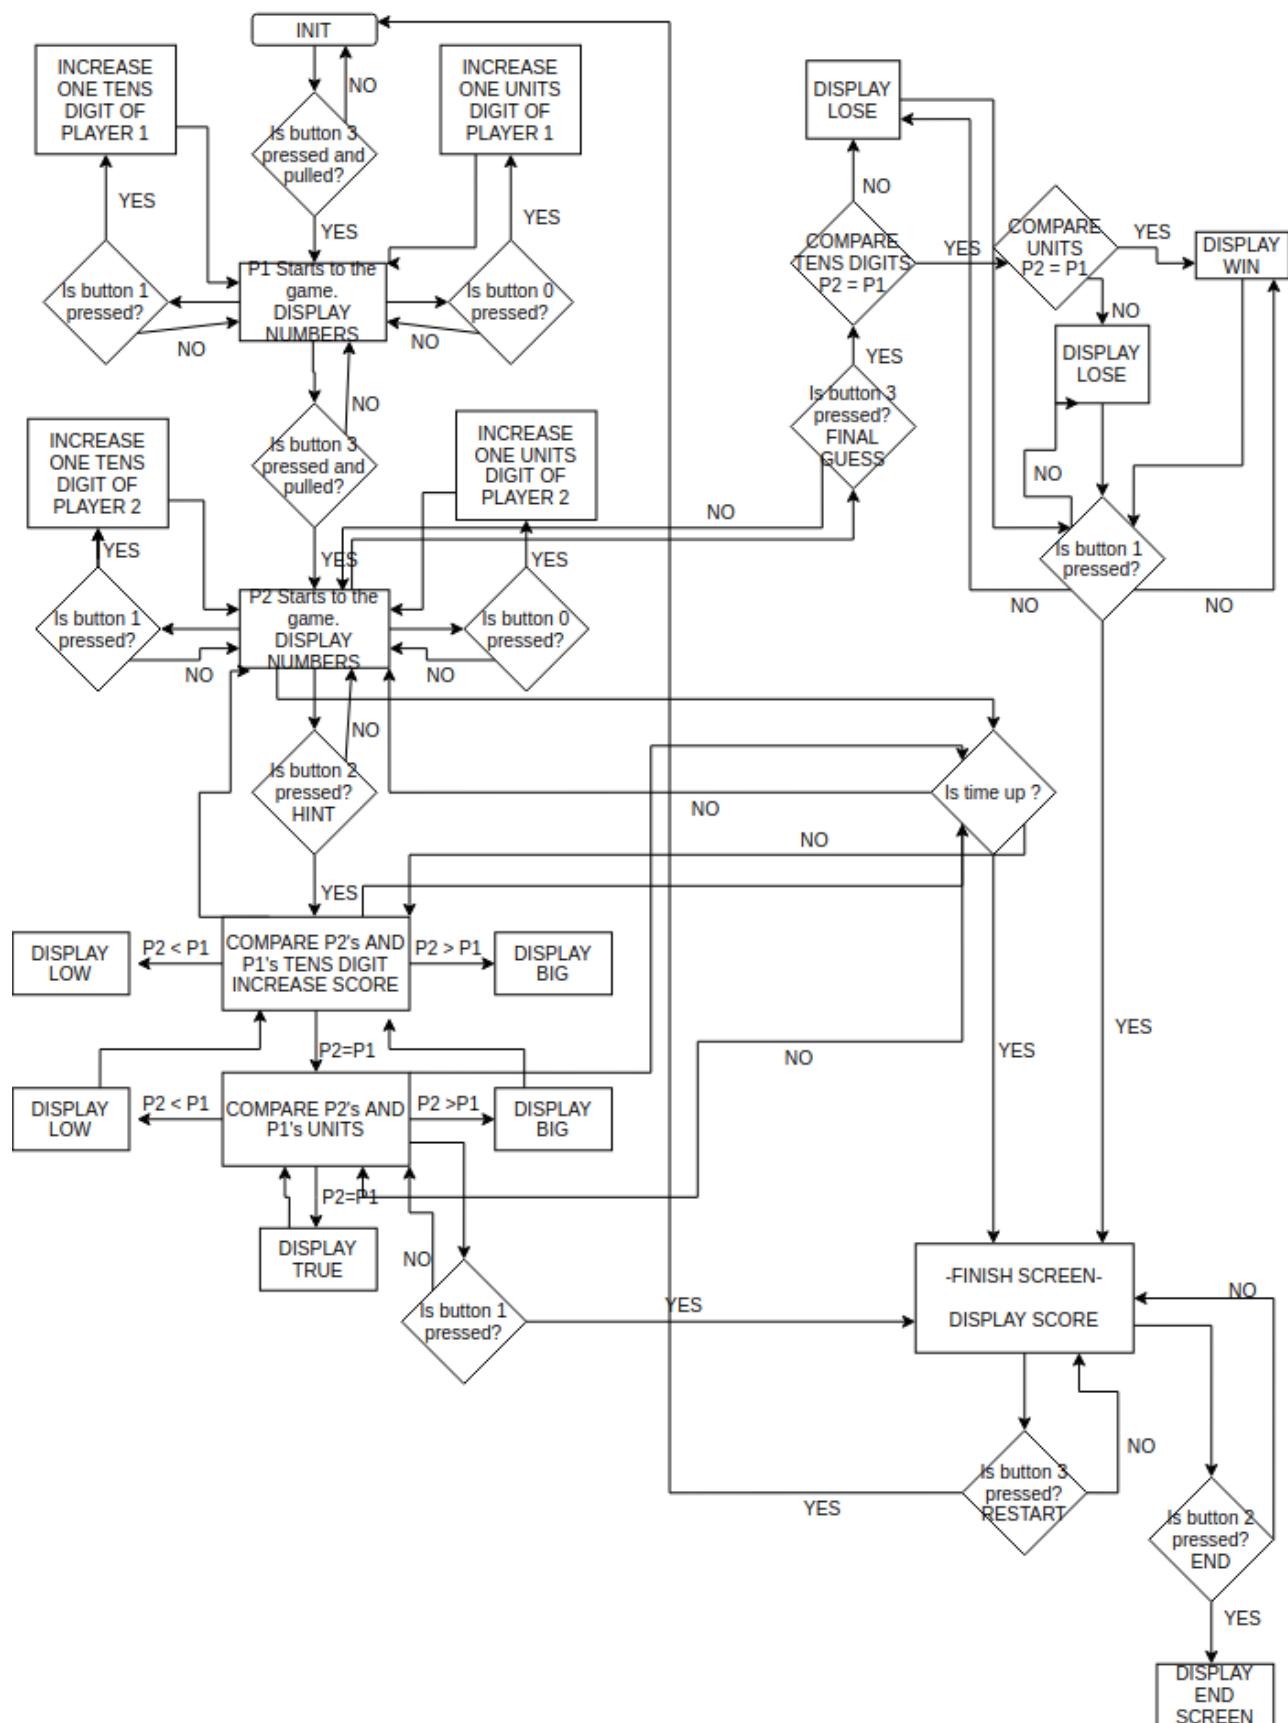 INIT
INCREASE
ONE TENS
DIGIT OF
PLAYER 1
NO
INCREASE
ONE UNITS
DIGIT OF
PLAYER 1
Is button 3
pressed and
pulled?
YES
YES
YES
Is button 1
pressed?
NO
P1 Starts to the
game.
DISPLAY
NUMBERS
Is button 0
pressed?
NO
NO
Is button 3
pressed and
pulled?
YES
INCREASE
ONE TENS
DIGIT OF
PLAYER 2
INCREASE
ONE UNITS
DIGIT OF
PLAYER 2
YES
YES
Is button 1
pressed?
NO
P2 Starts to the
game.
DISPLAY
NUMBERS
Is button 0
pressed?
NO
NO
Is button 2
pressed?
HINT
YES
DISPLAY
LOW
P2 < P1
COMPARE P2's AND
P1's TENS DIGIT
INCREASE SCORE
P2 > P1
DISPLAY
BIG
P2=P1
DISPLAY
LOW
P2 < P1
COMPARE P2's AND
P1's UNITS
P2 >P1
DISPLAY
BIG
P2=P1
DISPLAY
TRUE
NO
Is button 1
pressed?
YES
DISPLAY
LOSE
NO
COMPARE
TENS DIGITS
P2 = P1
YES
COMPARE
UNITS
P2 = P1
YES
DISPLAY
WIN
NO
DISPLAY
LOSE
YES
Is button 3
pressed?
FINAL
GUESS
NO
NO
Is button 1
pressed?
NO
NO
Is time up ?
NO
NO
NO
YES
YES
-FINISH SCREEN-
DISPLAY SCORE
NO
Is button 3
pressed?
RESTART
YES
NO
Is button 2
pressed?
END
YES
DISPLAY
END
SCREEN